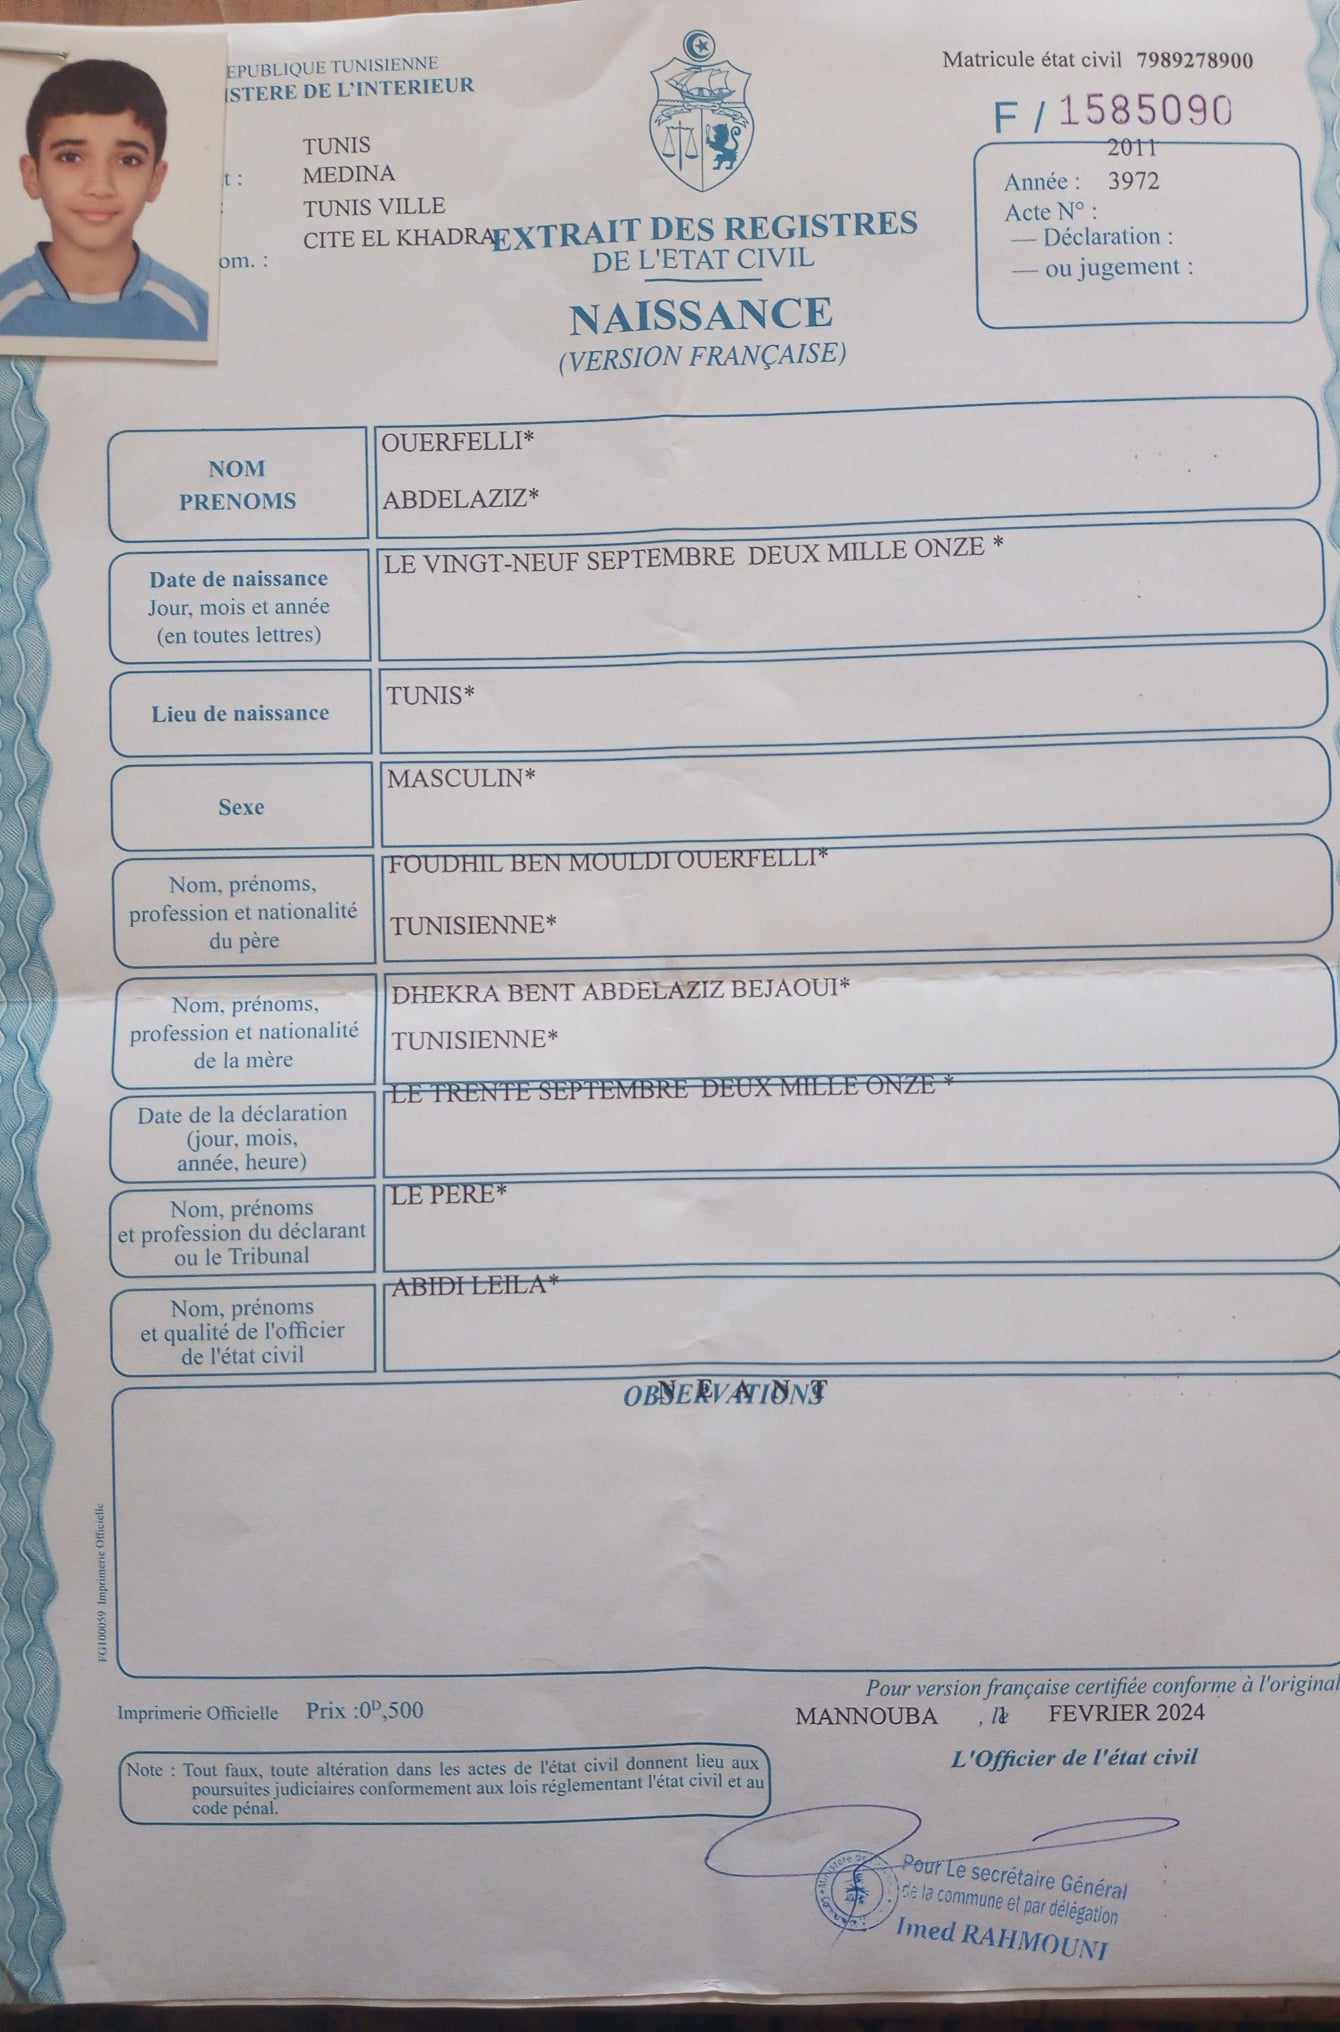 EPUBLIQUE TUNISIENNE
ISTERE DE L'INTERIEUR
TUNIS
t : MEDINA
: TUNIS VILLE
CITE EL KHADRA
om. :
Matricule état civil 7989278900
F / 1585090
2011
Année : 3972
Acte N° :
— Déclaration :
— ou jugement :
EXTRAIT DES REGISTRES
DE L'ETAT CIVIL
NAISSANCE
(VERSION FRANÇAISE)
NOM
PRENOMS
OUERFELLI*
ABDELAZIZ*
Date de naissance
Jour, mois et année
(en toutes lettres)
LE VINGT-NEUF SEPTEMBRE DEUX MILLE ONZE *
Lieu de naissance
TUNIS*
Sexe
MASCULIN*
Nom, prénoms,
profession et nationalité
du père
FOUDHIL BEN MOULDI OUERFELLI*
TUNISIENNE*
Nom, prénoms,
profession et nationalité
de la mère
DHEKRA BENT ABDELAZIZ BEJAOUI*
TUNISIENNE*
Date de la déclaration
(jour, mois,
année, heure)
LE TRENTE SEPTEMBRE DEUX MILLE ONZE *
Nom, prénoms
et profession du déclarant
ou le Tribunal
LE PERE*
Nom, prénoms
et qualité de l'officier
de l'état civil
ABIDI LEILA*
OBSERVATIONS
N E A N T
FG100059 Imprimerie Officielle
Pour version française certifiée conforme à l'original
Imprimerie Officielle Prix :0D,500
MANNOUBA , le FEVRIER 2024
L'Officier de l'état civil
Note : Tout faux, toute altération dans les actes de l'état civil donnent lieu aux
poursuites judiciaires conformement aux lois réglementant l'état civil et au
code pénal.
Pour Le secrétaire Général
de la commune et par délégation
Imed RAHMOUNI